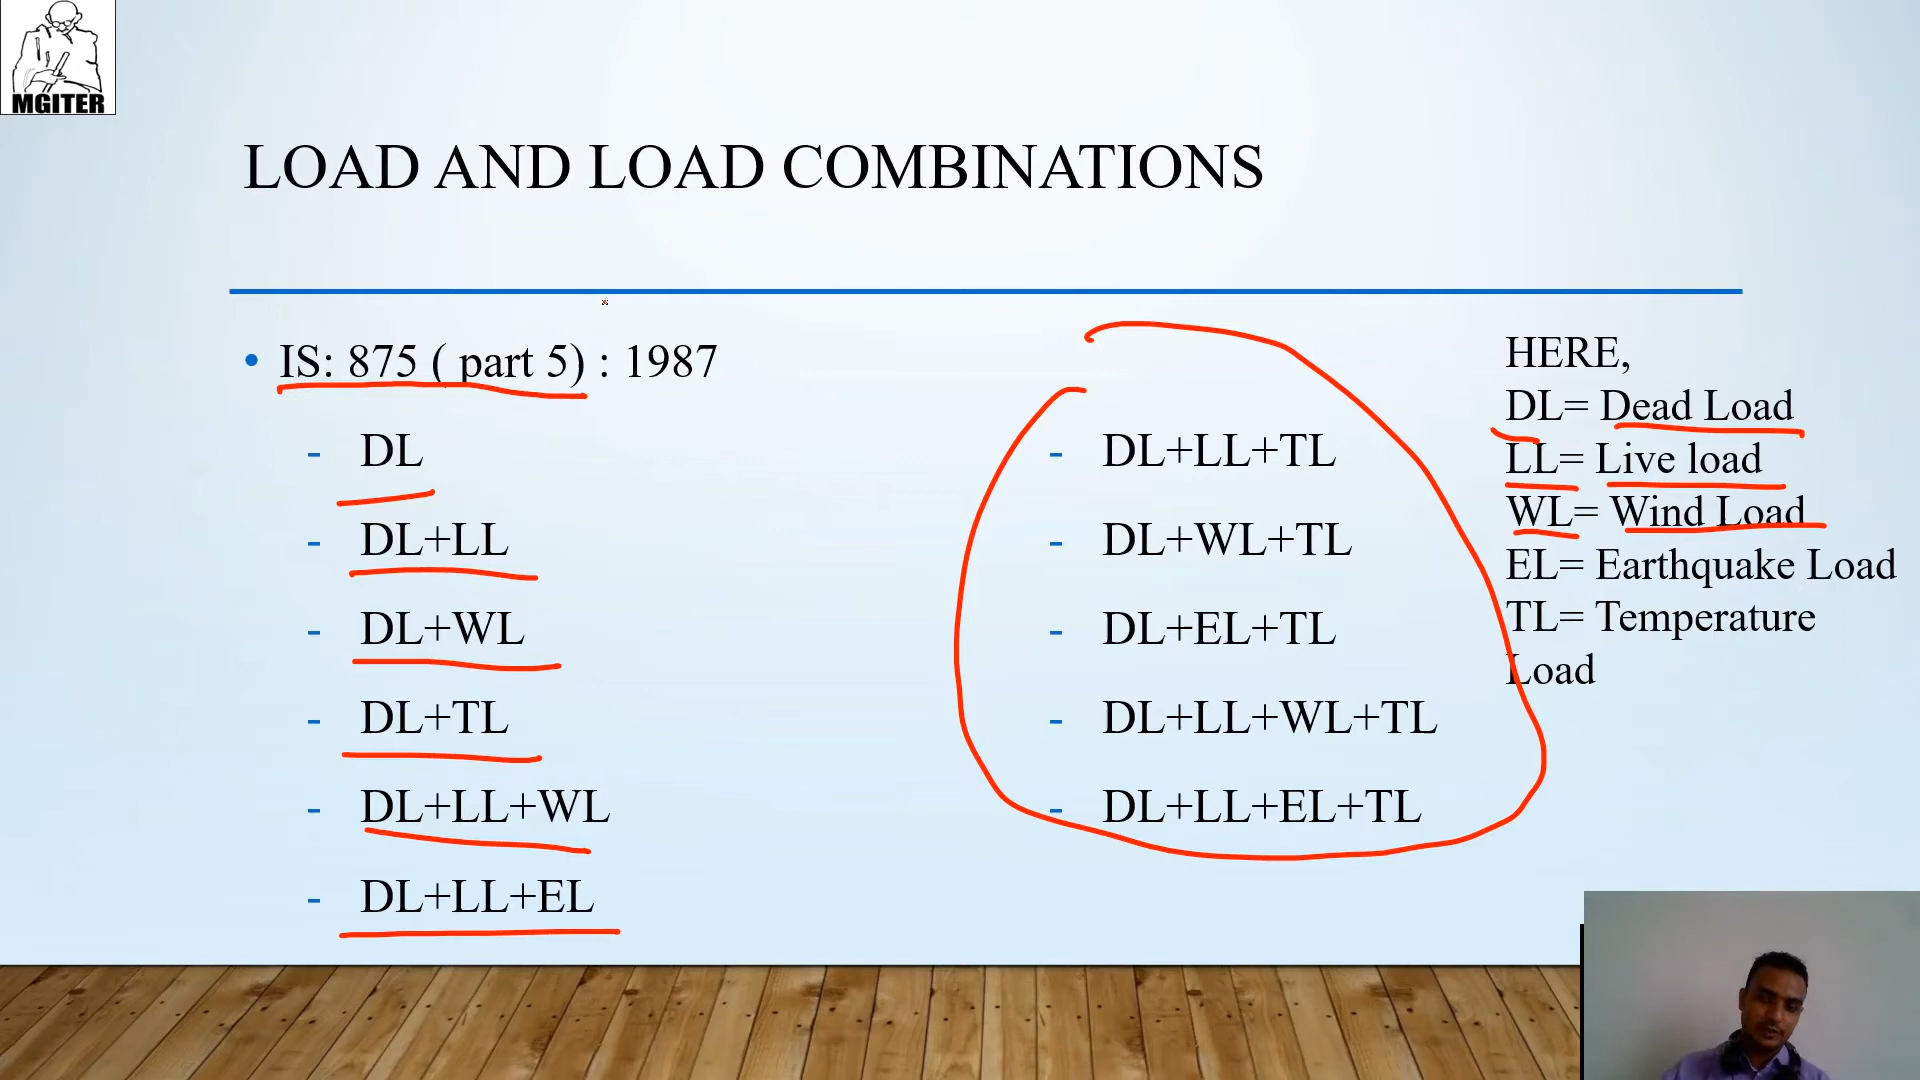 MGITER
LOAD AND LOAD COMBINATIONS
• IS: 875 ( part 5) : 1987
- DL
- DL+LL
- DL+WL
- DL+TL
- DL+LL+WL
- DL+LL+EL
- DL+LL+TL
- DL+WL+TL
- DL+EL+TL
- DL+LL+WL+TL
- DL+LL+EL+TL
HERE,
DL= Dead Load
LL= Live load
WL= Wind Load
EL= Earthquake Load
TL= Temperature
Load